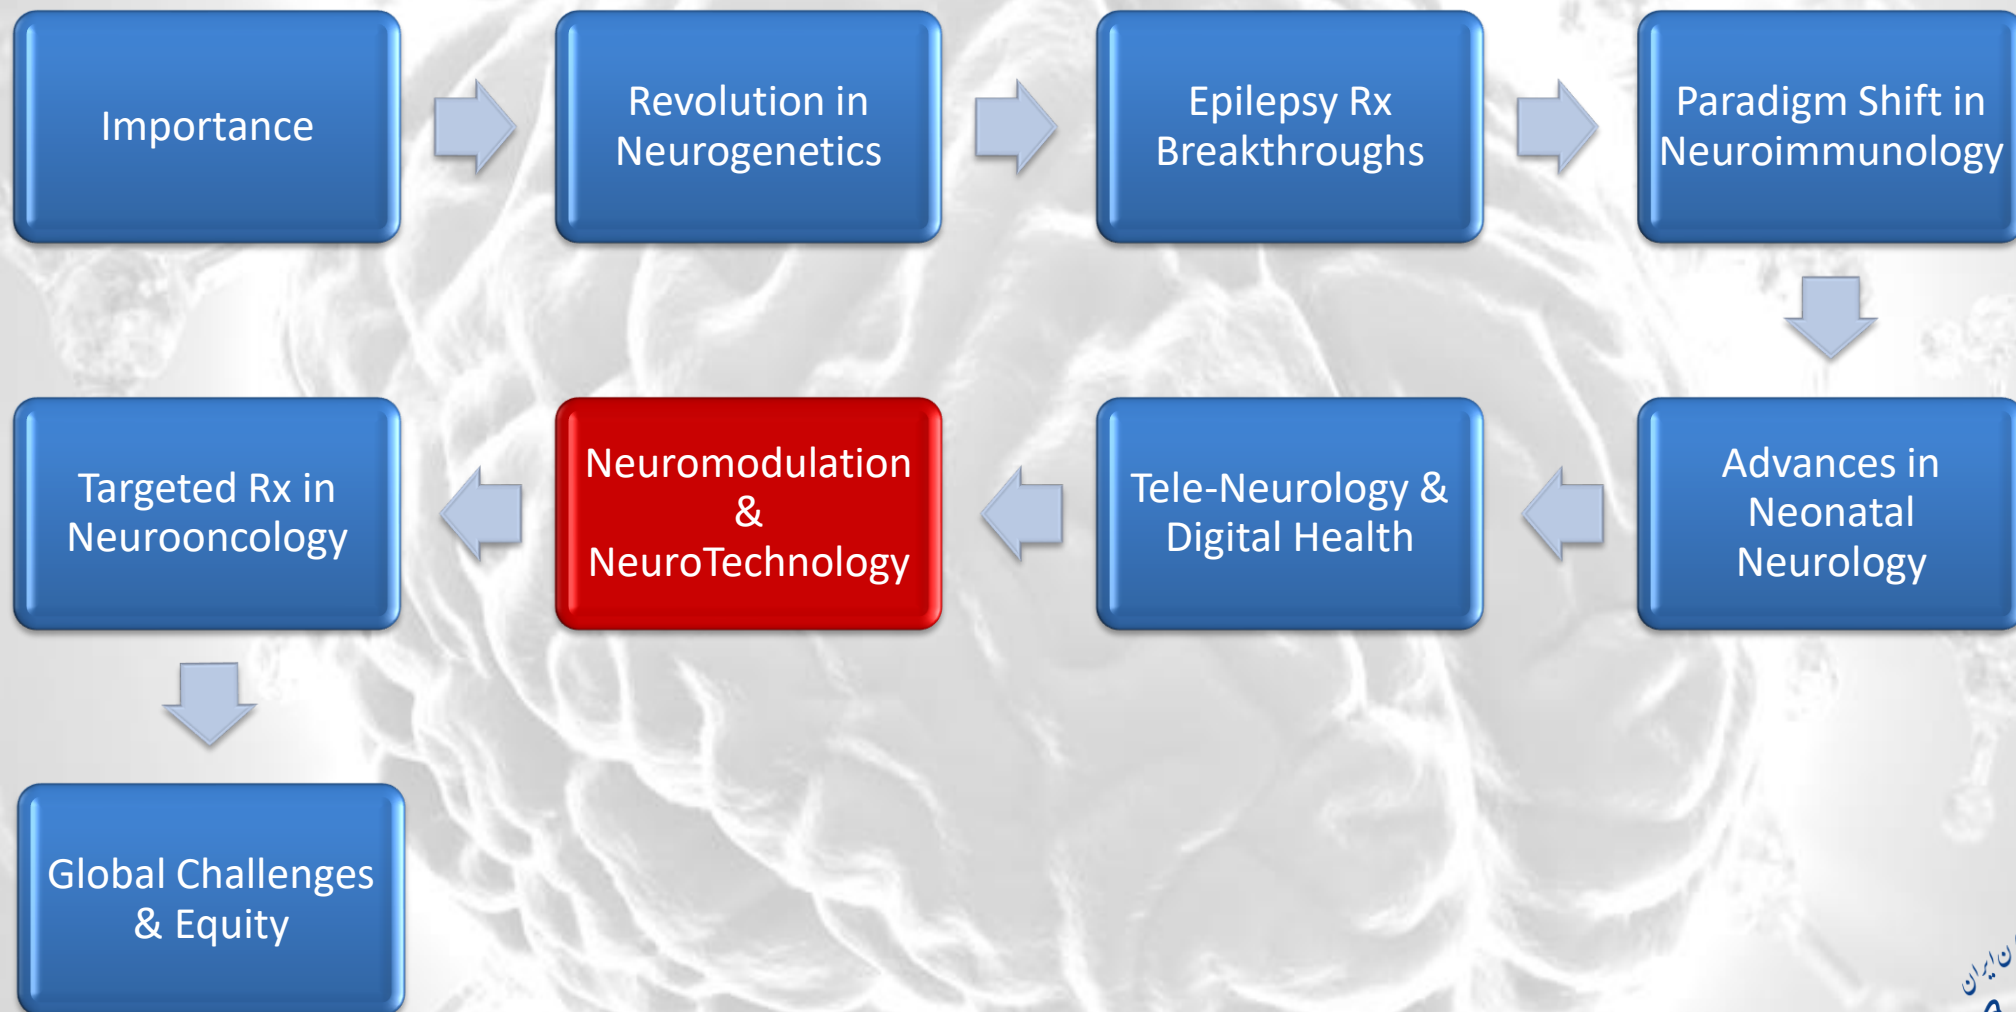 Importance
Revolution in
Neurogenetics
Epilepsy Rx
Breakthroughs
Paradigm Shift in
Neuroimmunology
Advances in
Neonatal
Neurology
Tele-Neurology &
Digital Health
Neuromodulation
&
NeuroTechnology
Targeted Rx in
Neurooncology
Global Challenges
& Equity
ایران